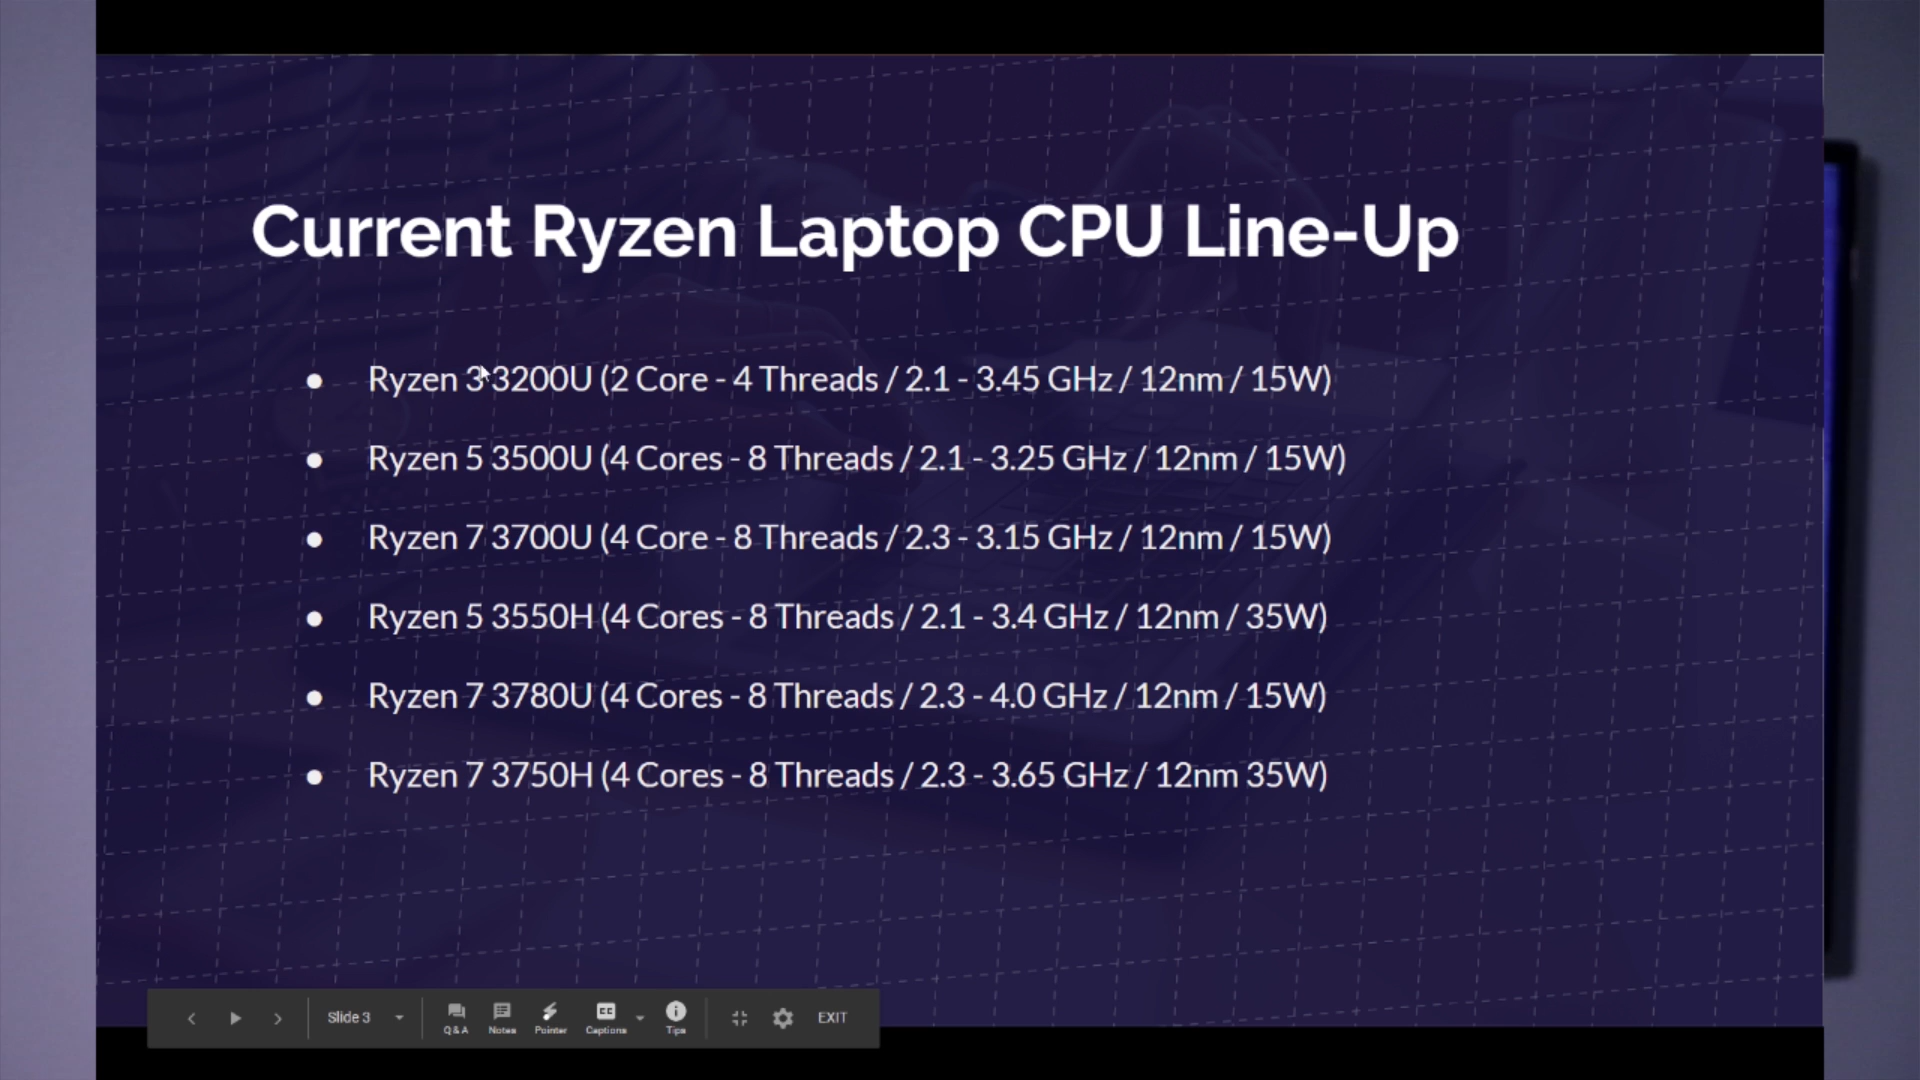 Current Ryzen Laptop CPU Line-Up
● Ryzen 3 3200U (2 Core - 4 Threads / 2.1 - 3.45 GHz / 12nm / 15W)
● Ryzen 5 3500U (4 Cores - 8 Threads / 2.1 - 3.25 GHz / 12nm / 15W)
● Ryzen 7 3700U (4 Core - 8 Threads / 2.3 - 3.15 GHz / 12nm / 15W)
● Ryzen 5 3550H (4 Cores - 8 Threads / 2.1 - 3.4 GHz / 12nm / 35W)
● Ryzen 7 3780U (4 Cores - 8 Threads / 2.3 - 4.0 GHz / 12nm / 15W)
● Ryzen 7 3750H (4 Cores - 8 Threads / 2.3 - 3.65 GHz / 12nm 35W)
Slide 3 Q&A Notes Pointer CC Captions Tips EXIT